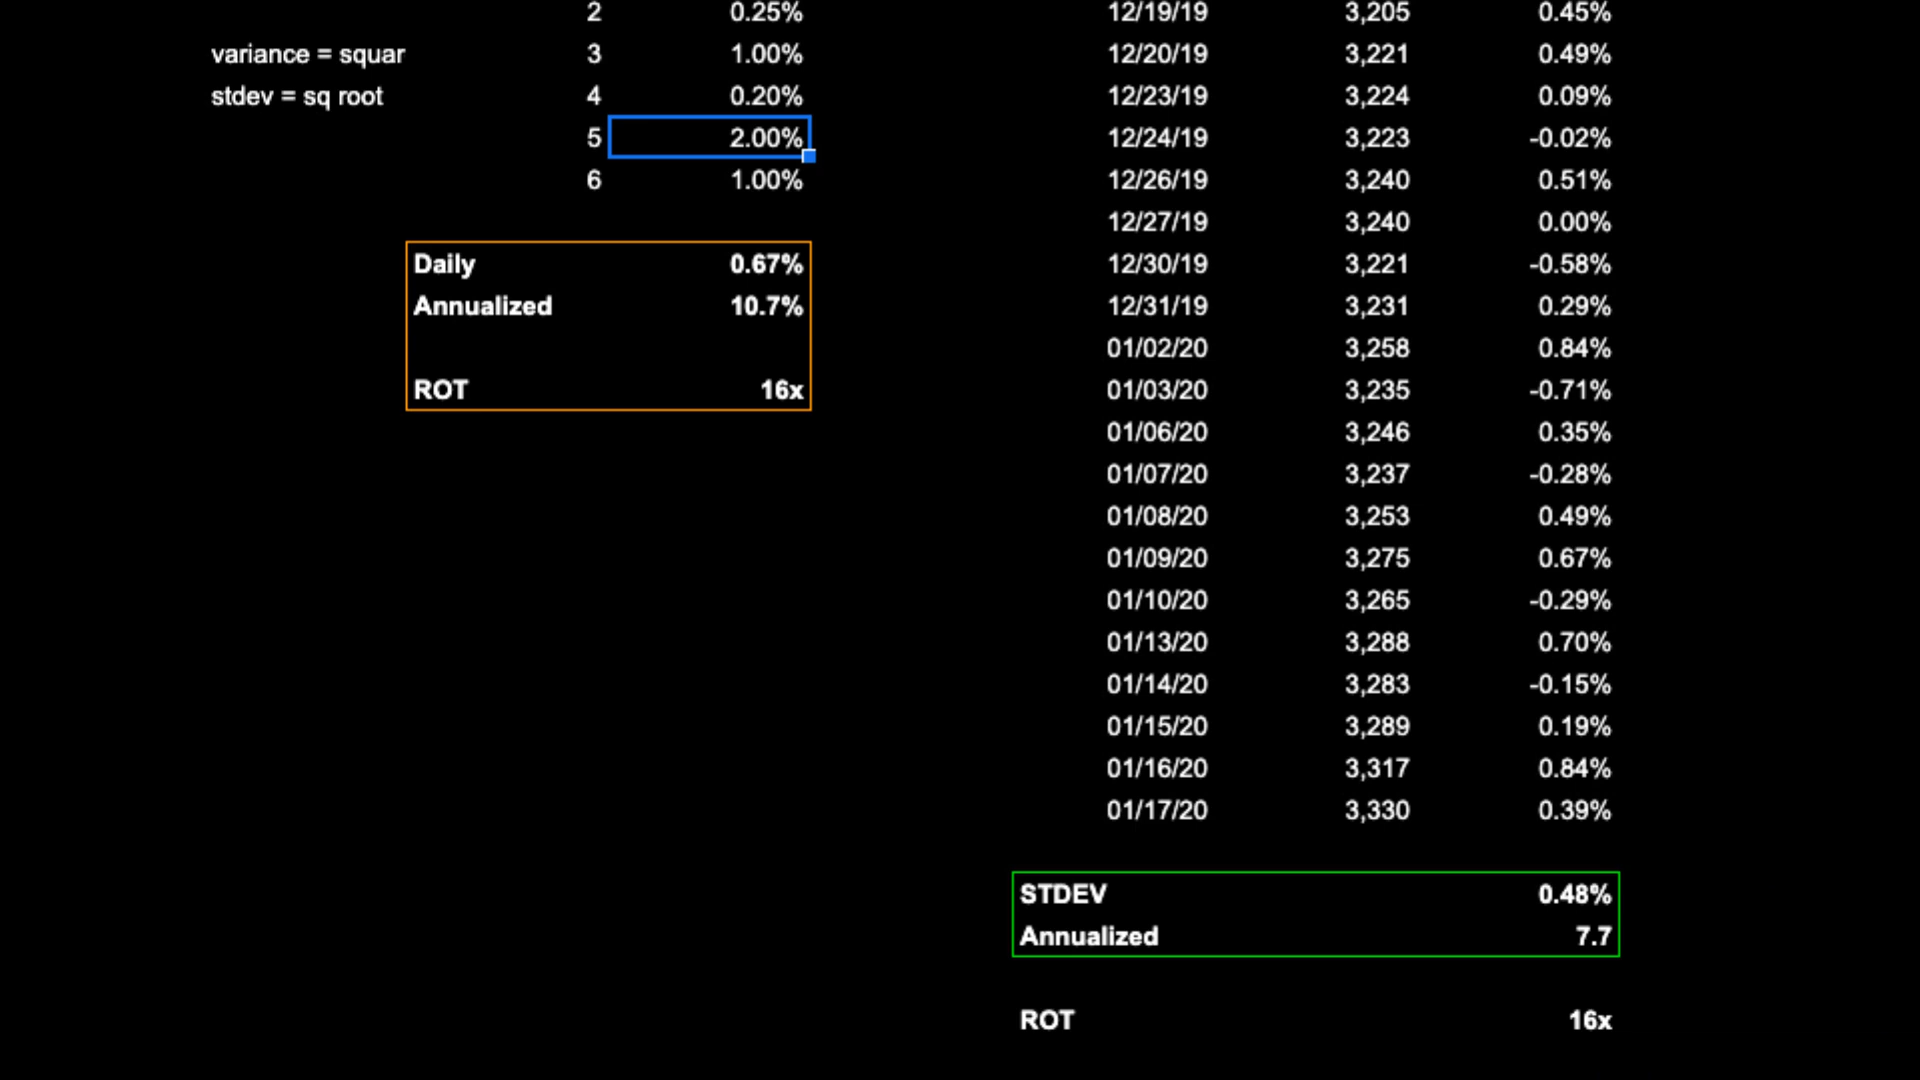 2 0.25% 12/19/19 3,205 0.45%
variance = squar 3 1.00% 12/20/19 3,221 0.49%
stdev = sq root 4 0.20% 12/23/19 3,224 0.09%
5 2.00% 12/24/19 3,223 -0.02%
6 1.00% 12/26/19 3,240 0.51%
12/27/19 3,240 0.00%
Daily 0.67% 12/30/19 3,221 -0.58%
Annualized 10.7% 12/31/19 3,231 0.29%
01/02/20 3,258 0.84%
ROT 16x 01/03/20 3,235 -0.71%
01/06/20 3,246 0.35%
01/07/20 3,237 -0.28%
01/08/20 3,253 0.49%
01/09/20 3,275 0.67%
01/10/20 3,265 -0.29%
01/13/20 3,288 0.70%
01/14/20 3,283 -0.15%
01/15/20 3,289 0.19%
01/16/20 3,317 0.84%
01/17/20 3,330 0.39%
STDEV 0.48%
Annualized 7.7
ROT 16x